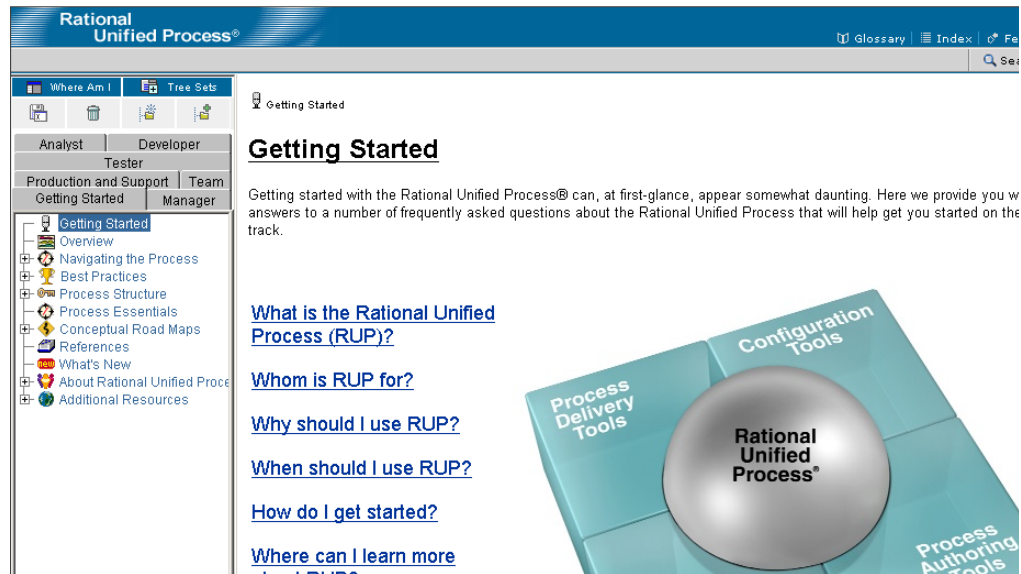 Rational
Unified Process®
Glossary | Index | Fe
Sea
Where Am I
Tree Sets
Analyst
Developer
Tester
Production and Support
Team
Getting Started
Manager
Getting Started
Overview
Navigating the Process
Best Practices
Process Structure
Process Essentials
Conceptual Road Maps
References
new What's New
About Rational Unified Proce
Additional Resources
Getting Started
Getting Started
Getting started with the Rational Unified Process® can, at first-glance, appear somewhat daunting. Here we provide you w
answers to a number of frequently asked questions about the Rational Unified Process that will help get you started on the
track.
What is the Rational Unified
Process (RUP)?
Whom is RUP for?
Why should I use RUP?
When should I use RUP?
How do I get started?
Where can I learn more
about RUP?
Configuration
Tools
Process
Delivery
Tools
Rational
Unified
Process®
Process
Authoring
Tools